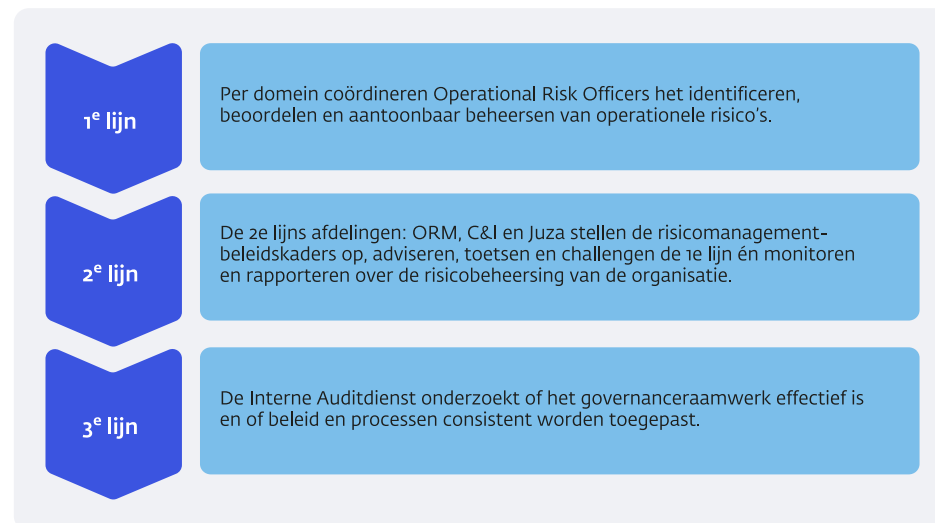 1e lijn
Per domein coördineren Operational Risk Officers het identificeren,
beoordelen en aantoonbaar beheersen van operationele risico's.
2e lijn
De 2e lijns afdelingen: ORM, C&I en Juza stellen de risicomanagement-
beleidskaders op, adviseren, toetsen en challengen de 1e lijn én monitoren
en rapporteren over de risicobeheersing van de organisatie.
3e lijn
De Interne Auditdienst onderzoekt of het governanceraamwerk effectief is
en of beleid en processen consistent worden toegepast.